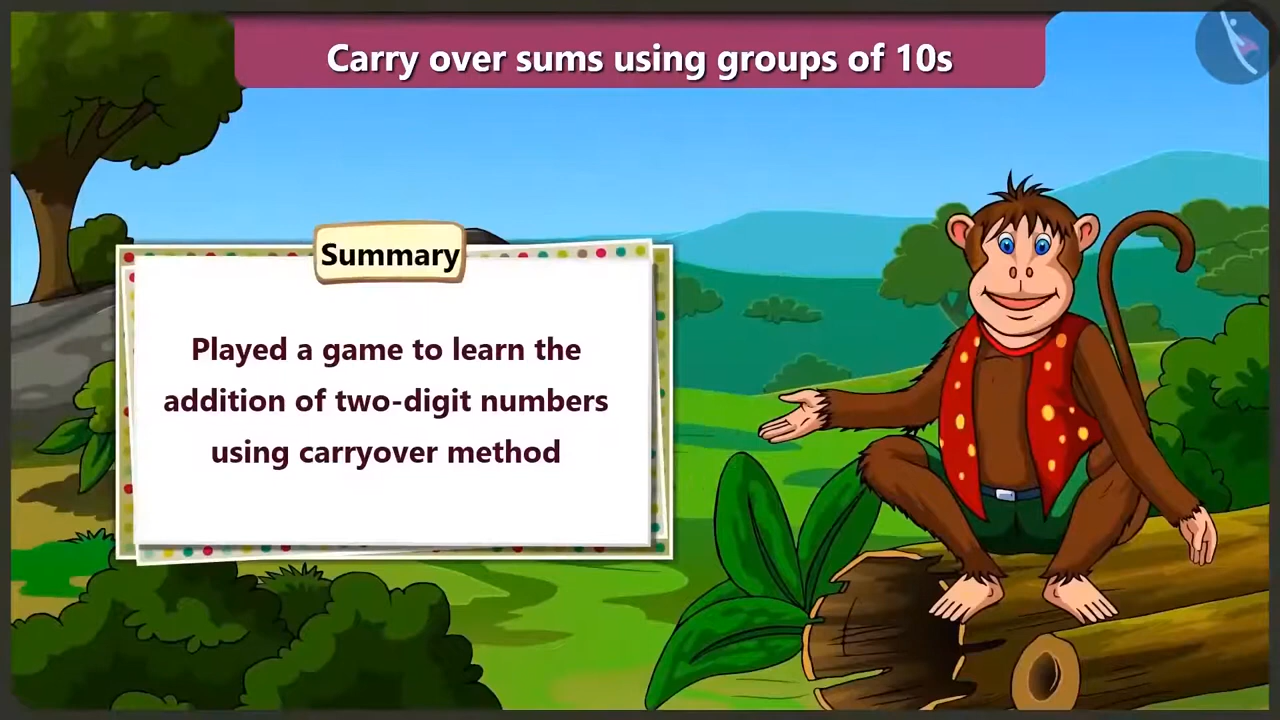 Carry over sums using groups of 10s
Summary
Played a game to learn the
addition of two-digit numbers
using carryover method